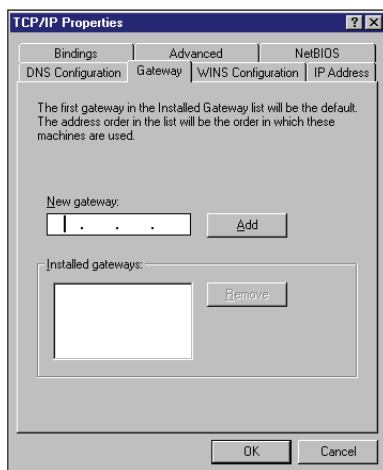 TCP/IP Properties
Bindings Advanced NetBIOS
DNS Configuration Gateway WINS Configuration IP Address
The first gateway in the Installed Gateway list will be the default.
The address order in the list will be the order in which these
machines are used.
New gateway:
. . .
Add
Installed gateways:
Remove
OK Cancel